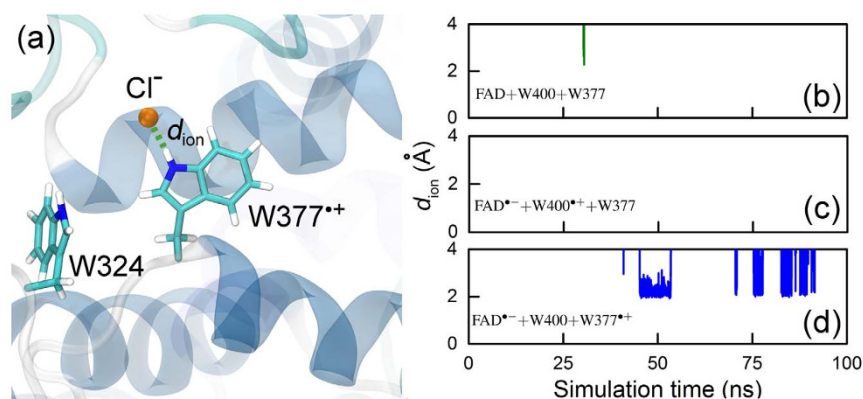 (a)
Cl⁻
d_ion
W377•+
W324
4
2
0
FAD+W400+W377
(b)
4
2
0
FAD•−+W400•++W377
(c)
4
2
0
FAD•−+W400+W377•+
(d)
d_ion (Å)
0 25 50 75 100
Simulation time (ns)